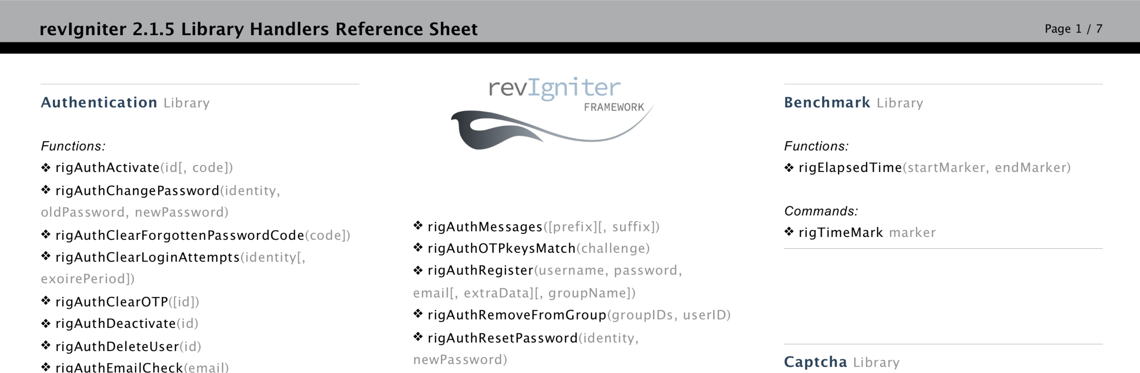 revIgniter 2.1.5 Library Handlers Reference Sheet
Page 1 / 7
Authentication Library
Functions:
❖ rigAuthActivate(id[, code])
❖ rigAuthChangePassword(identity,
oldPassword, newPassword)
❖ rigAuthClearForgottenPasswordCode(code])
❖ rigAuthClearLoginAttempts(identity[,
exoirePeriod])
❖ rigAuthClearOTP([id])
❖ rigAuthDeactivate(id)
❖ rigAuthDeleteUser(id)
❖ rigAuthEmailCheck(email)
revIgniter
FRAMEWORK
❖ rigAuthMessages([prefix][, suffix])
❖ rigAuthOTPkeysMatch(challenge)
❖ rigAuthRegister(username, password,
email[, extraData][, groupName])
❖ rigAuthRemoveFromGroup(groupIDs, userID)
❖ rigAuthResetPassword(identity,
newPassword)
Benchmark Library
Functions:
❖ rigElapsedTime(startMarker, endMarker)
Commands:
❖ rigTimeMark marker
Captcha Library